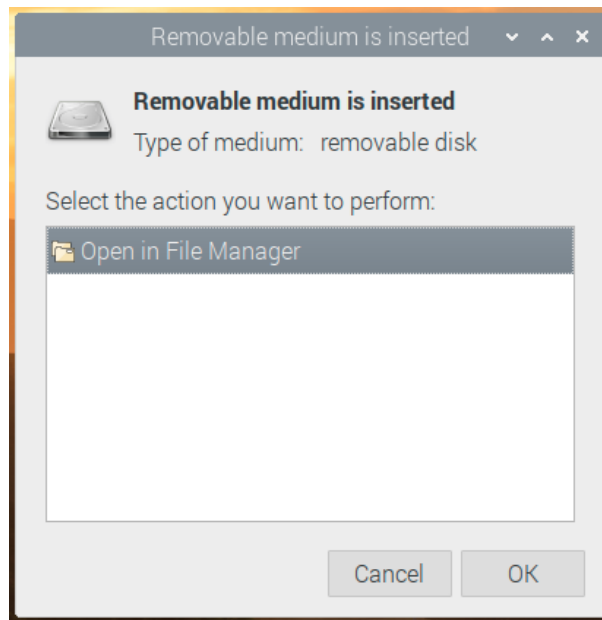 Removable medium is inserted
Removable medium is inserted
Type of medium: removable disk
Select the action you want to perform:
Open in File Manager
Cancel OK